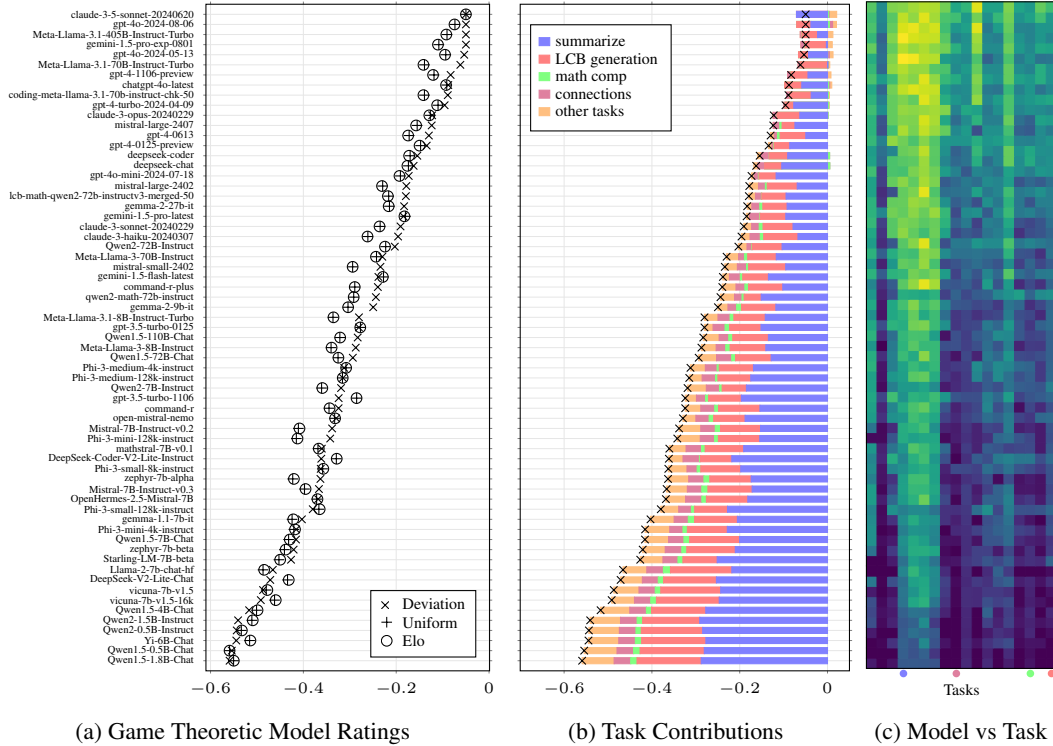 claude-3-5-sonnet-20240620
gpt-4o-2024-08-06
Meta-Llama-3.1-405B-Instruct-Turbo
gemini-1.5-pro-exp-0801
gpt-4o-2024-05-13
Meta-Llama-3.1-70B-Instruct-Turbo
gpt-4-1106-preview
chatgpt-4o-latest
coding-meta-llama-3.1-70b-instruct-chk-50
gpt-4-turbo-2024-04-09
claude-3-opus-20240229
mistral-large-2407
gpt-4-0613
gpt-4-0125-preview
deepseek-coder
deepseek-chat
gpt-4o-mini-2024-07-18
mistral-large-2402
lcb-math-qwen2-72b-instructv3-merged-50
gemma-2-27b-it
gemini-1.5-pro-latest
claude-3-sonnet-20240229
claude-3-haiku-20240307
Qwen2-72B-Instruct
Meta-Llama-3-70B-Instruct
mistral-small-2402
gemini-1.5-flash-latest
command-r-plus
qwen2-math-72b-instruct
gemma-2-9b-it
Meta-Llama-3.1-8B-Instruct-Turbo
gpt-3.5-turbo-0125
Qwen1.5-110B-Chat
Meta-Llama-3-8B-Instruct
Qwen1.5-72B-Chat
Phi-3-medium-4k-instruct
Phi-3-medium-128k-instruct
Qwen2-7B-Instruct
gpt-3.5-turbo-1106
command-r
open-mistral-nemo
Mistral-7B-Instruct-v0.2
Phi-3-mini-128k-instruct
mathstral-7B-v0.1
DeepSeek-Coder-V2-Lite-Instruct
Phi-3-small-8k-instruct
zephyr-7b-alpha
Mistral-7B-Instruct-v0.3
OpenHermes-2.5-Mistral-7B
Phi-3-small-128k-instruct
gemma-1.1-7b-it
Phi-3-mini-4k-instruct
Qwen1.5-7B-Chat
zephyr-7b-beta
Starling-LM-7B-beta
Llama-2-7b-chat-hf
DeepSeek-V2-Lite-Chat
vicuna-7b-v1.5
vicuna-7b-v1.5-16k
Qwen1.5-4B-Chat
Qwen2-1.5B-Instruct
Qwen2-0.5B-Instruct
Yi-6B-Chat
Qwen1.5-0.5B-Chat
Qwen1.5-1.8B-Chat
Deviation
Uniform
Elo
−0.6 −0.4 −0.2 0
(a) Game Theoretic Model Ratings
summarize
LCB generation
math comp
connections
other tasks
−0.6 −0.4 −0.2 0
(b) Task Contributions
Tasks
(c) Model vs Task